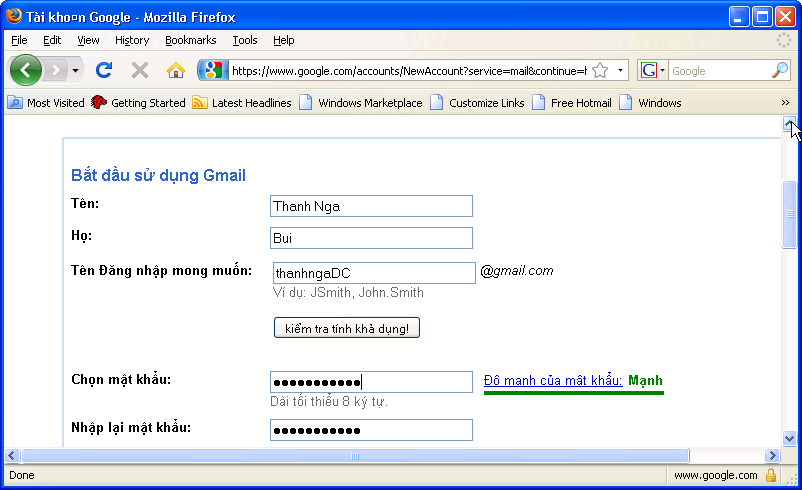 Tài kho¤n Google - Mozilla Firefox
File Edit View History Bookmarks Tools Help
https://www.google.com/accounts/NewAccount?service=mail&continue=h
Google
Most Visited Getting Started Latest Headlines Windows Marketplace Customize Links Free Hotmail Windows »
Bắt đầu sử dụng Gmail
Tên: Thanh Nga
Họ: Bui
Tên Đăng nhập mong muốn: thanhngaDC @gmail.com
Ví dụ: JSmith, John.Smith
kiểm tra tính khả dụng!
Chọn mật khẩu: ●●●●●●●●●●● Độ mạnh của mật khẩu: Mạnh
Dài tối thiểu 8 ký tự.
Nhập lại mật khẩu: ●●●●●●●●●●●
Done www.google.com